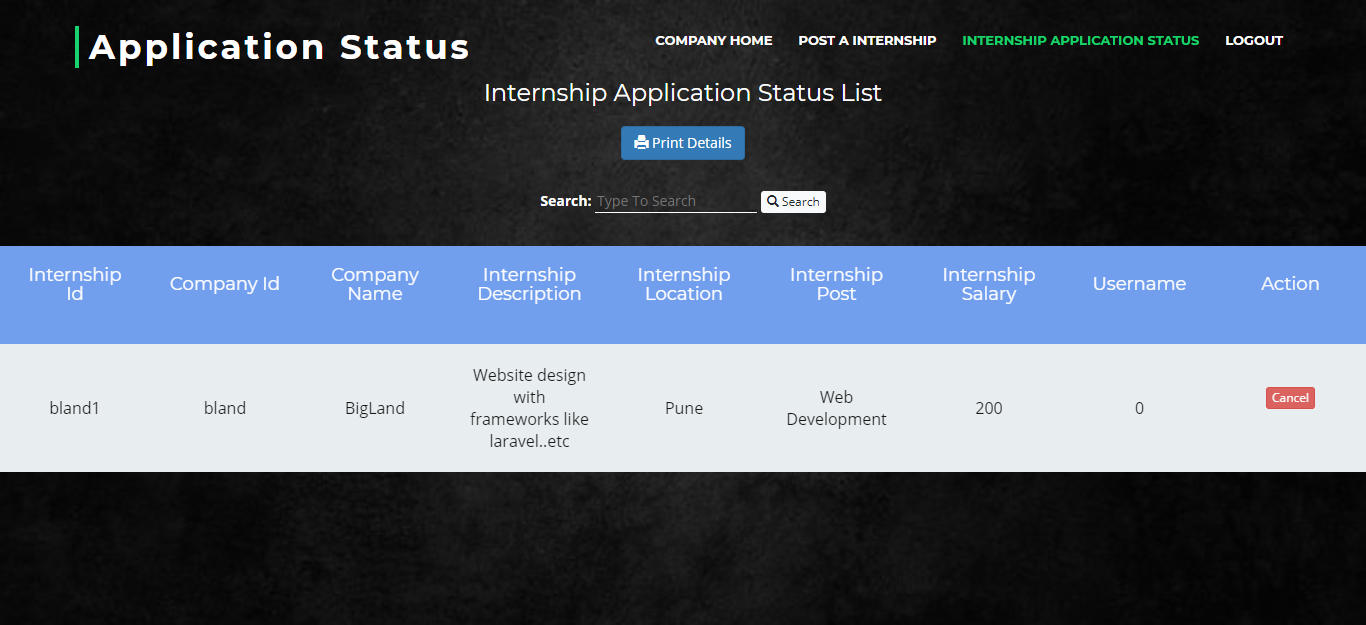 Application Status
COMPANY HOME POST A INTERNSHIP INTERNSHIP APPLICATION STATUS LOGOUT
Internship Application Status List
Print Details
Search: Type To Search Search
Internship
Id
Company Id
Company
Name
Internship
Description
Internship
Location
Internship
Post
Internship
Salary
Username
Action
bland1
bland
BigLand
Website design
with
frameworks like
laravel..etc
Pune
Web
Development
200
0
Cancel